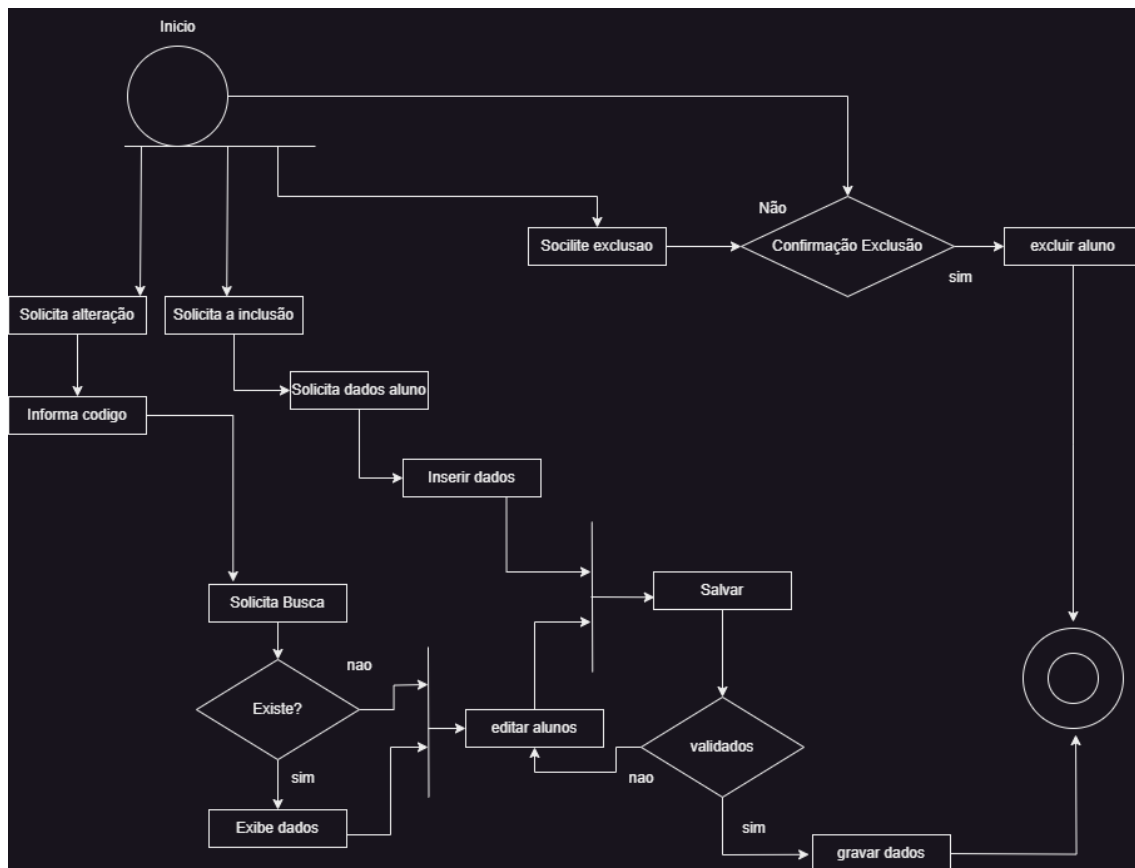 Inicio
Não
Socilite exclusao
Confirmação Exclusão
excluir aluno
sim
Solicita alteração
Solicita a inclusão
Solicita dados aluno
Informa codigo
Inserir dados
Salvar
Solicita Busca
nao
Existe?
editar alunos
validados
sim
nao
Exibe dados
sim
gravar dados